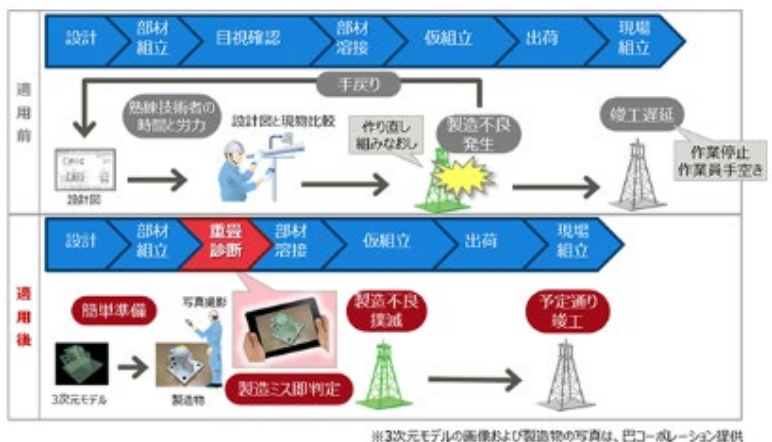 適用前
設計
部材
組立
目視確認
部材
溶接
仮組立
出荷
現場
組立
手戻り
熟練技術者の
時間と労力
設計図と現物比較
作り直し
組みなおし
製造不良
発生
竣工遅延
作業停止
作業員手空き
設計図
適用後
設計
部材
組立
重畳
診断
部材
溶接
仮組立
出荷
現場
組立
簡単準備
写真撮影
製造不良
撲滅
予定通り
竣工
製造ミス即判定
3次元モデル
製造物
※3次元モデルの画像および製造物の写真は、巴コーポレーション提供